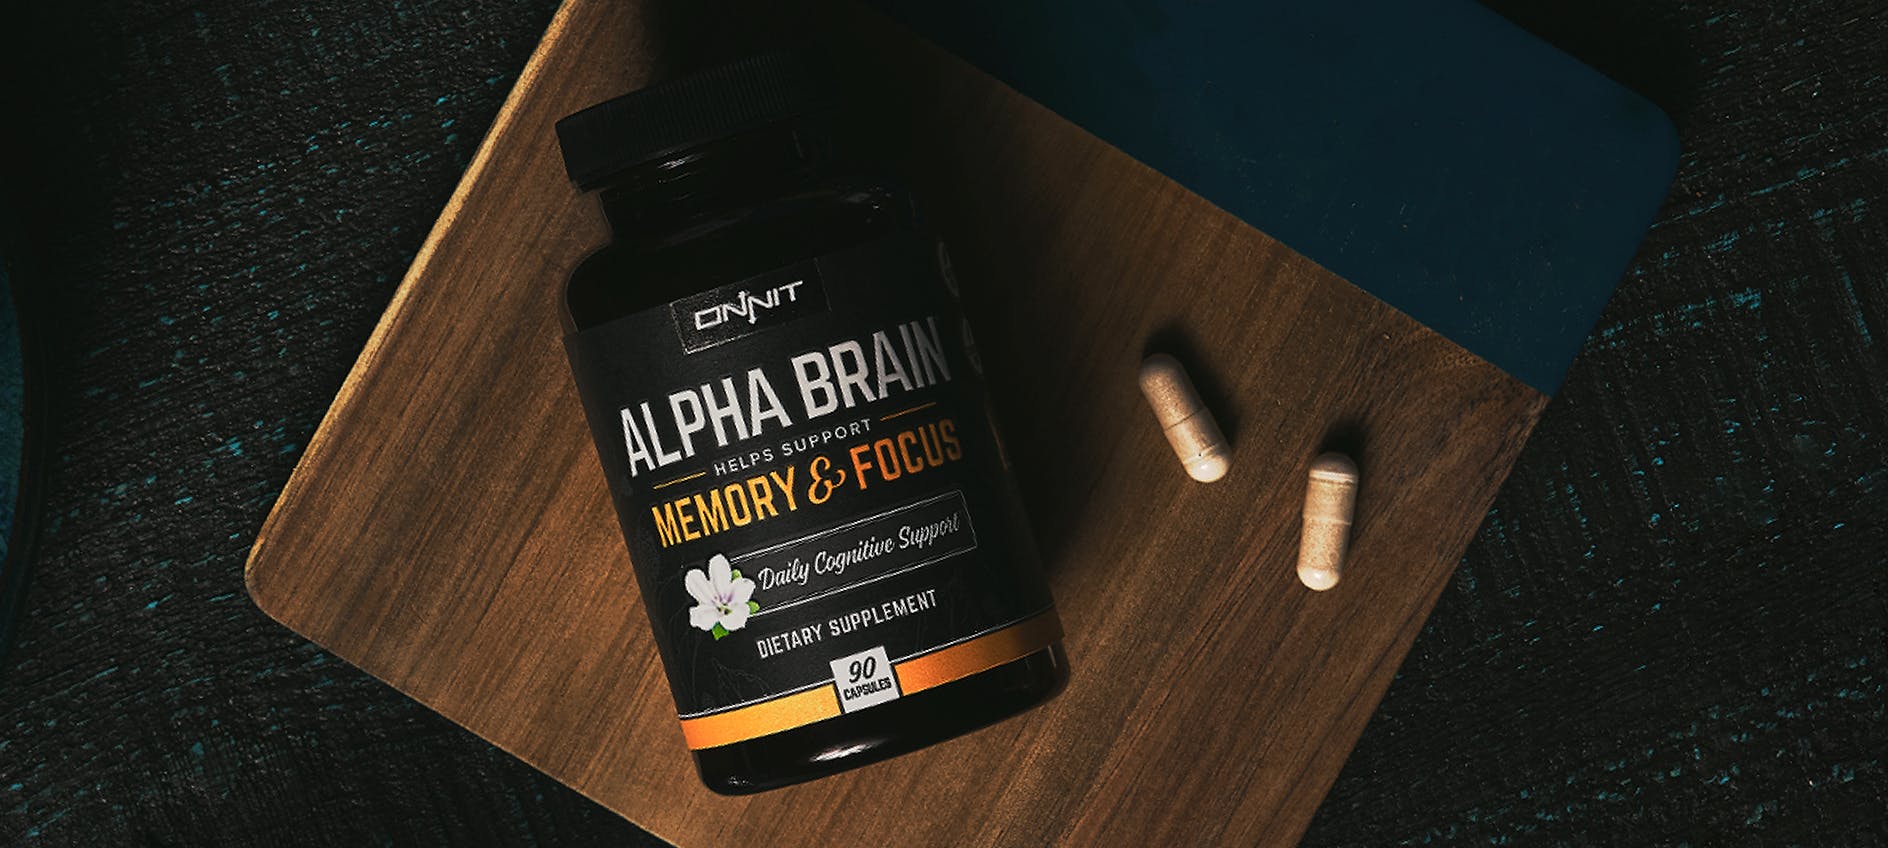 ONNIT
ALPHA BRAIN
HELPS SUPPORT
MEMORY & FOCUS
Daily Cognitive Support
DIETARY SUPPLEMENT
90
CAPSULES